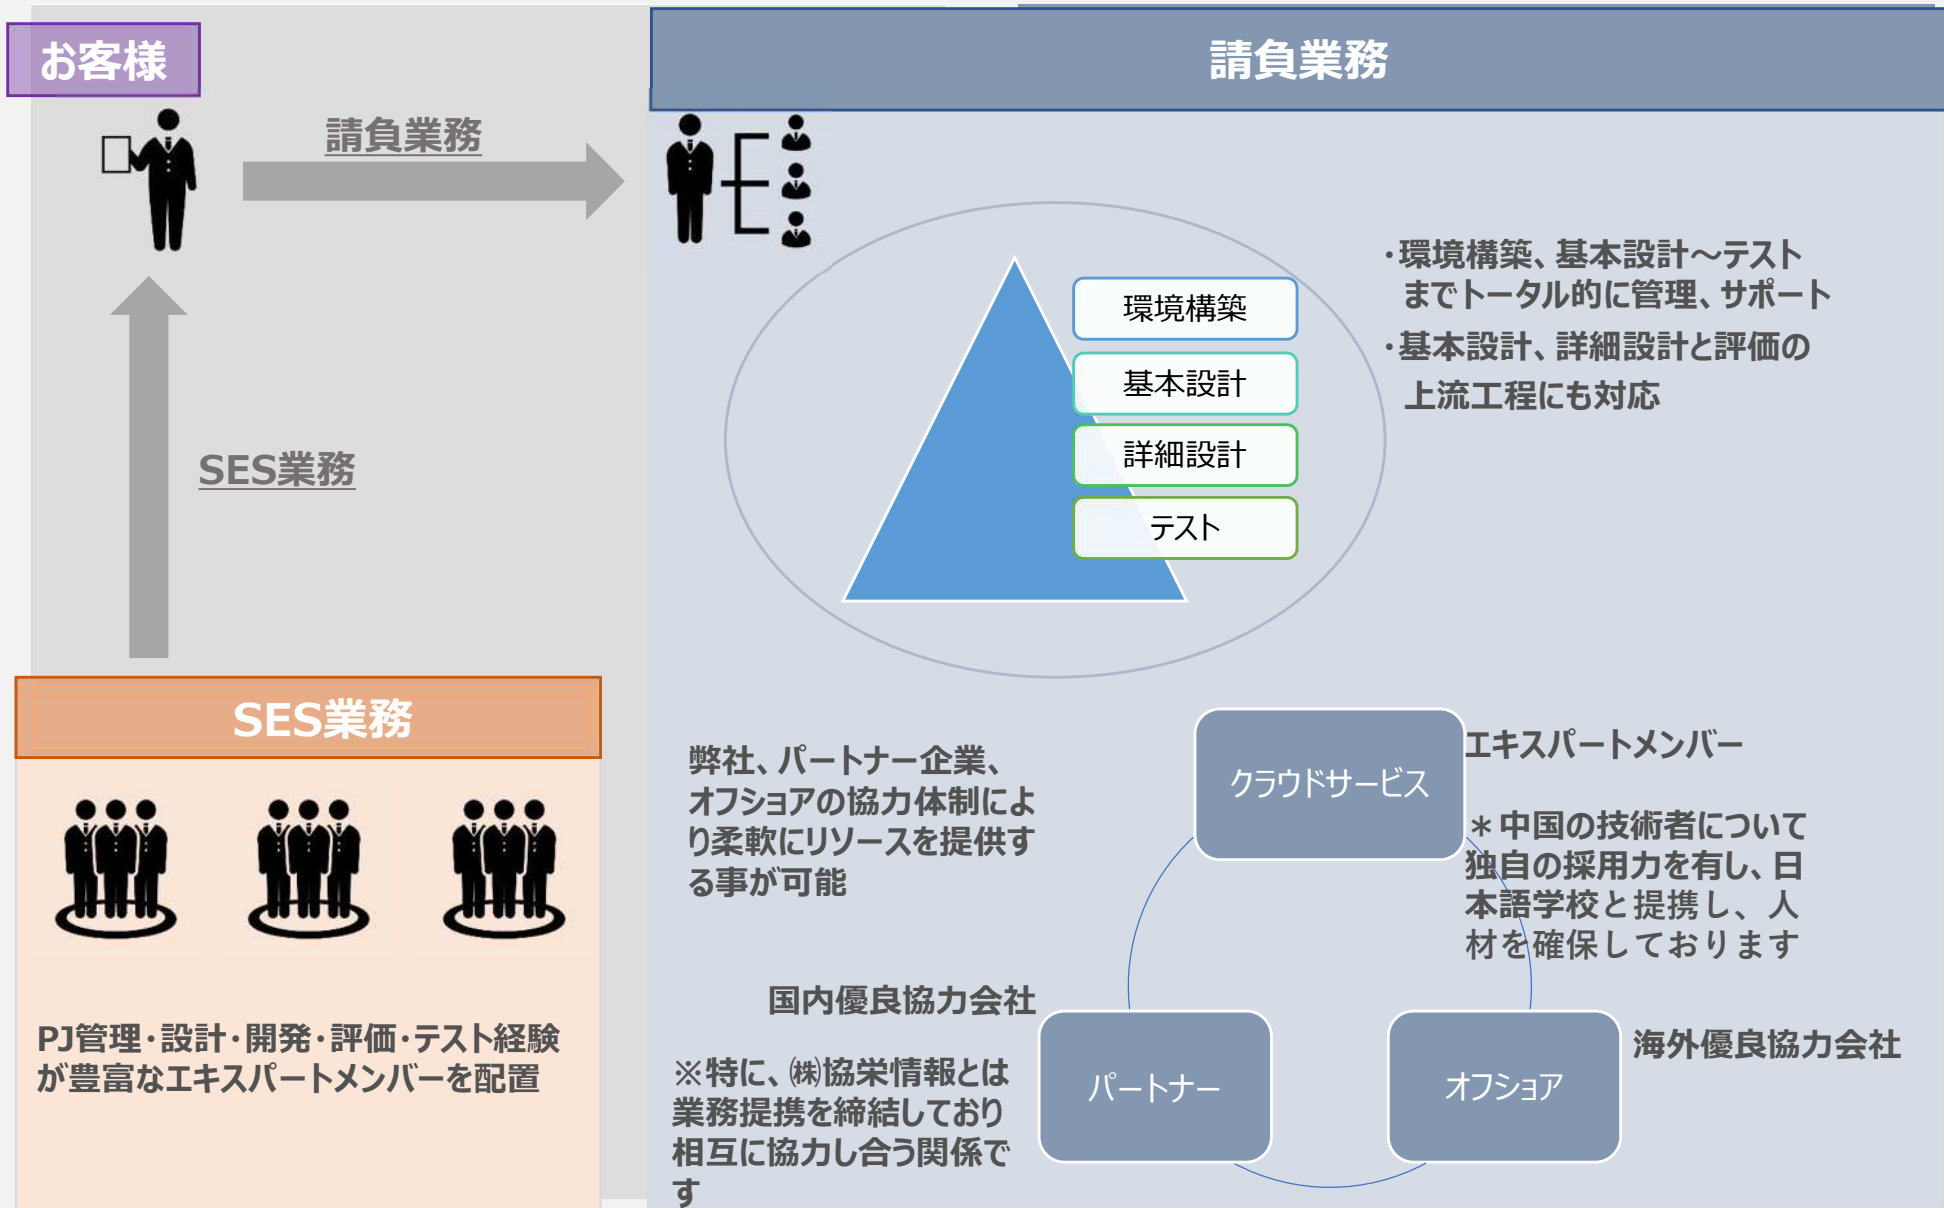 お客様
請負業務
請負業務
SES業務
・環境構築、基本設計～テスト
までトータル的に管理、サポート
・基本設計、詳細設計と評価の
上流工程にも対応
環境構築
基本設計
詳細設計
テスト
SES業務
PJ管理・設計・開発・評価・テスト経験
が豊富なエキスパートメンバーを配置
弊社、パートナー企業、
オフショアの協力体制によ
り柔軟にリソースを提供す
る事が可能
クラウドサービス
エキスパートメンバー
＊中国の技術者について
独自の採用力を有し、日
本語学校と提携し、人
材を確保しております
国内優良協力会社
※特に、㈱協栄情報とは
業務提携を締結しており
相互に協力し合う関係で
す
パートナー
オフショア
海外優良協力会社